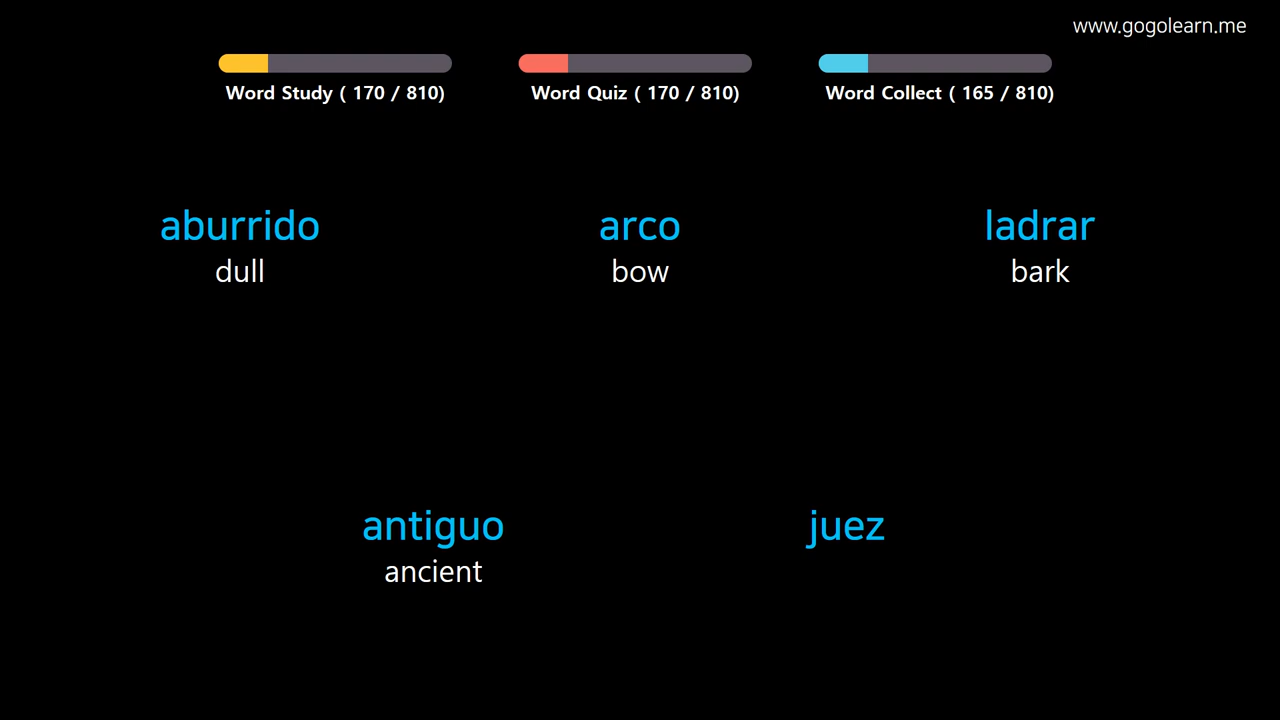 www.gogolearn.me
Word Study ( 170 / 810)
Word Quiz ( 170 / 810)
Word Collect ( 165 / 810)
aburrido
dull
arco
bow
ladrar
bark
antiguo
ancient
juez